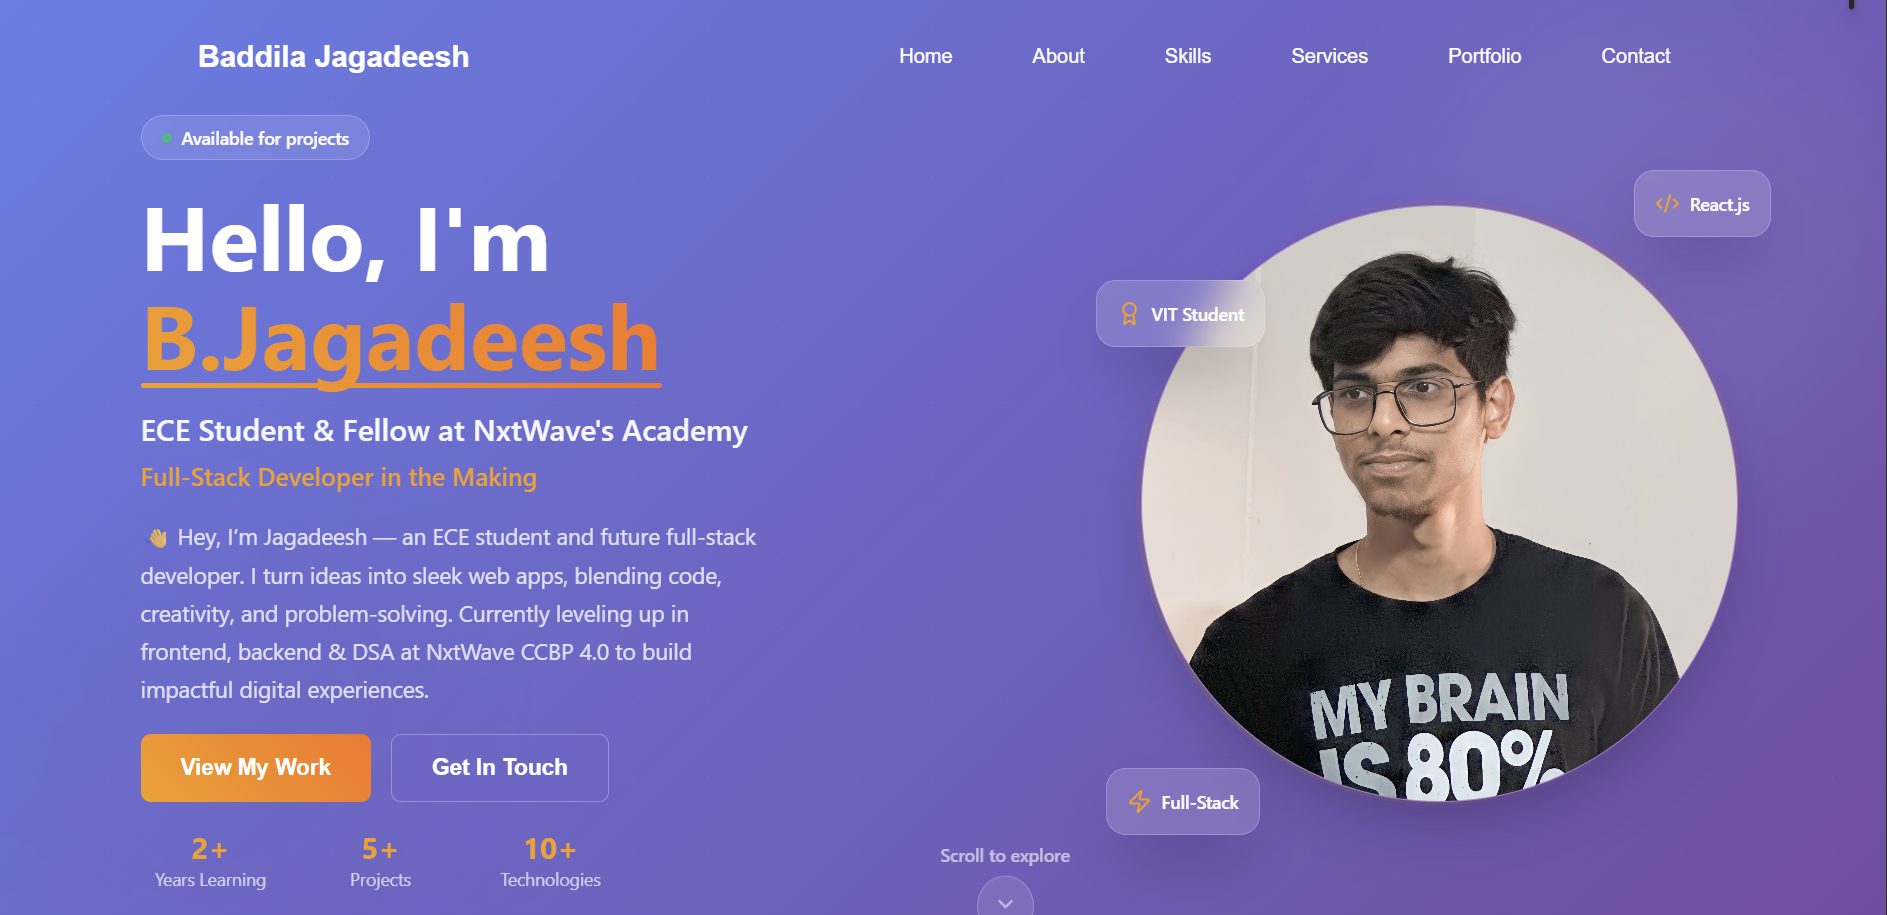 Baddila Jagadeesh
Home
About
Skills
Services
Portfolio
Contact
Available for projects
Hello, I'm
B.Jagadeesh
ECE Student & Fellow at NxtWave's Academy
Full-Stack Developer in the Making
👋 Hey, I’m Jagadeesh — an ECE student and future full-stack
developer. I turn ideas into sleek web apps, blending code,
creativity, and problem-solving. Currently leveling up in
frontend, backend & DSA at NxtWave CCBP 4.0 to build
impactful digital experiences.
View My Work
Get In Touch
2+
Years Learning
5+
Projects
10+
Technologies
React.js
VIT Student
MY BRAIN
IS 80%
Full-Stack
Scroll to explore